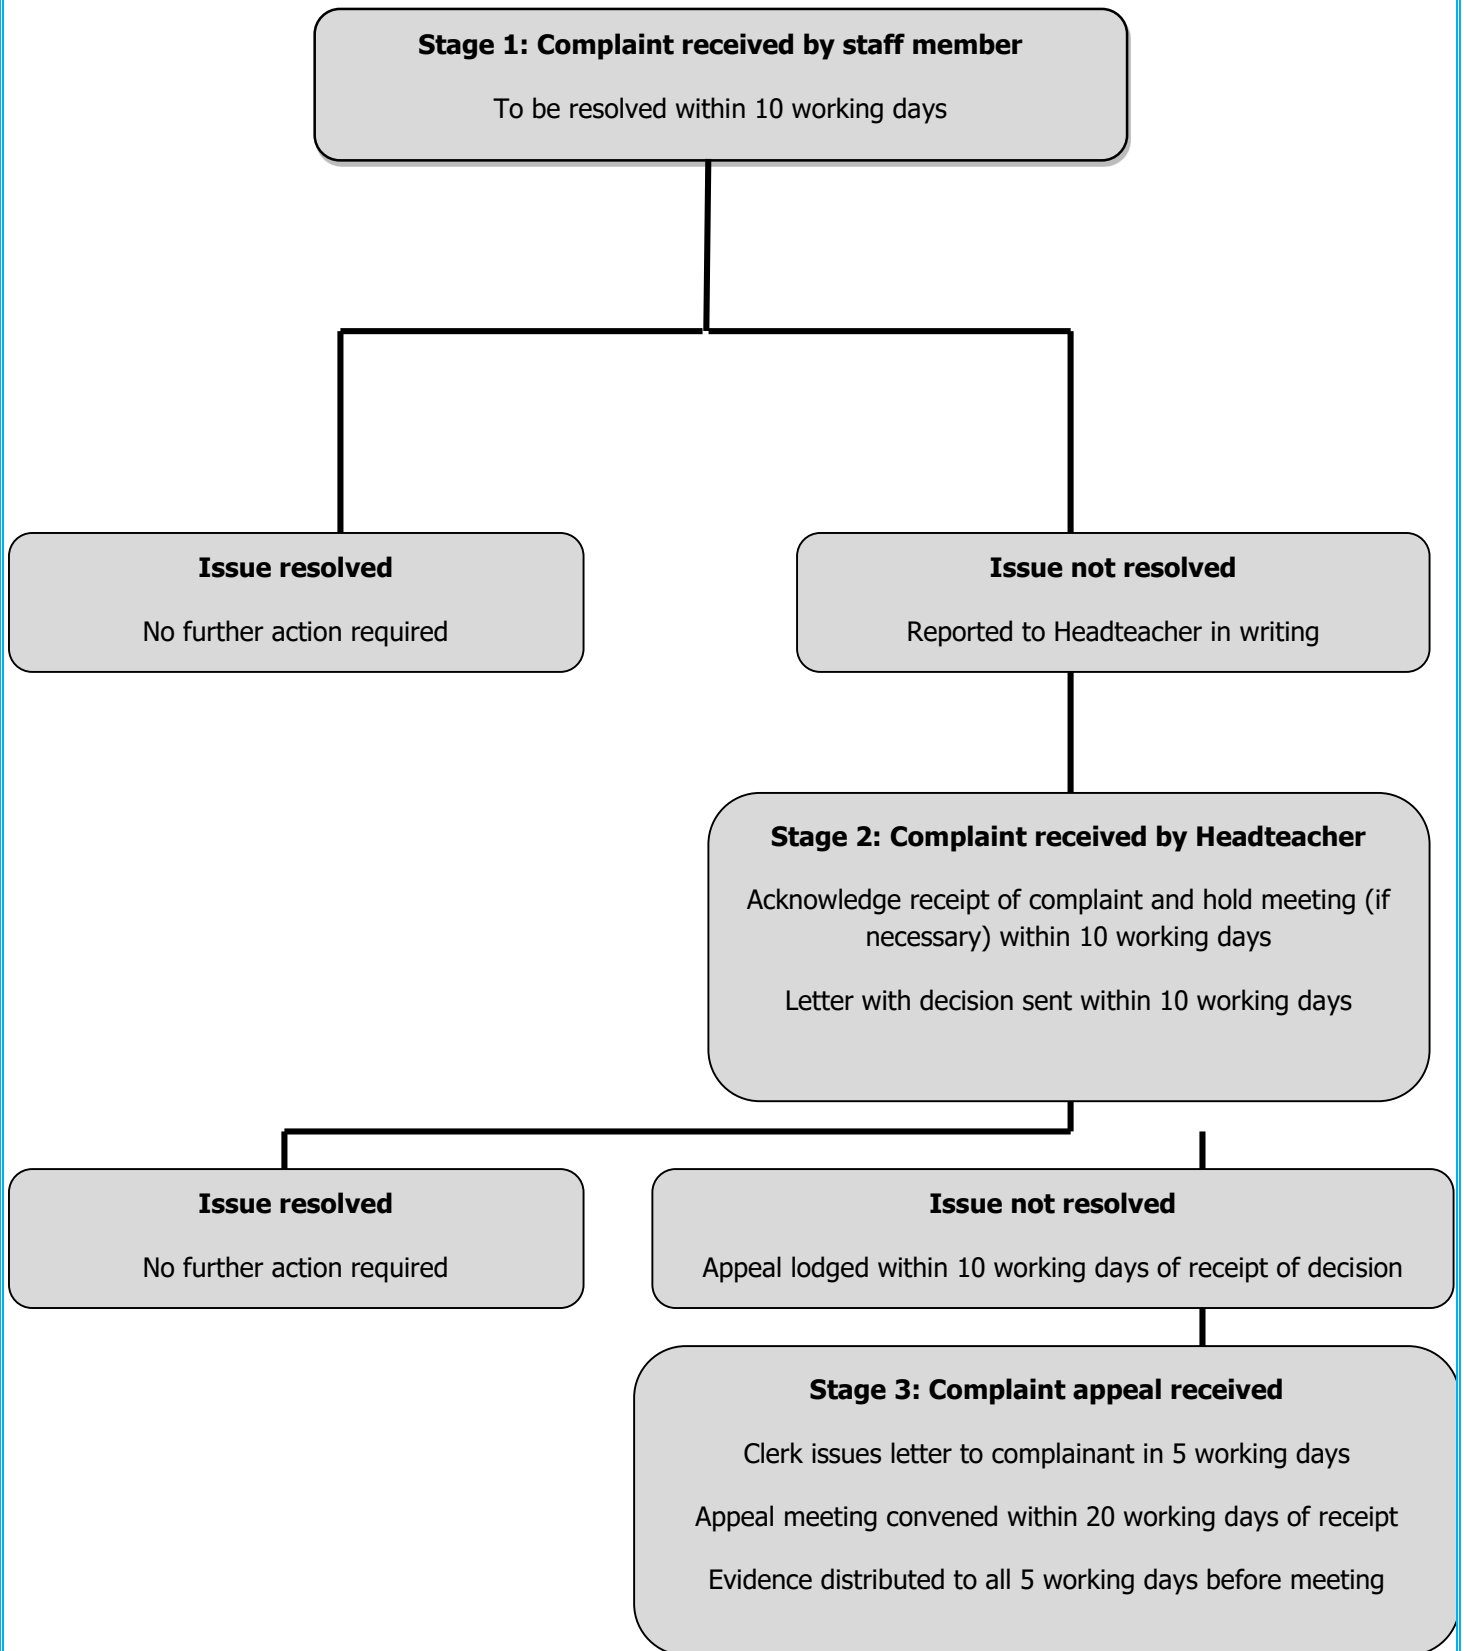 Stage 1: Complaint received by staff member
To be resolved within 10 working days
Issue resolved
No further action required
Issue not resolved
Reported to Headteacher in writing
Stage 2: Complaint received by Headteacher
Acknowledge receipt of complaint and hold meeting (if
necessary) within 10 working days
Letter with decision sent within 10 working days
Issue resolved
No further action required
Issue not resolved
Appeal lodged within 10 working days of receipt of decision
Stage 3: Complaint appeal received
Clerk issues letter to complainant in 5 working days
Appeal meeting convened within 20 working days of receipt
Evidence distributed to all 5 working days before meeting